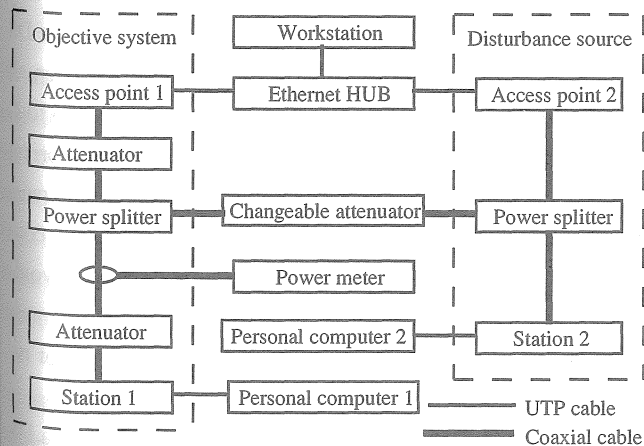 Objective system
Workstation
Disturbance source
Access point 1
Ethernet HUB
Access point 2
Attenuator
Power splitter
Changeable attenuator
Power splitter
Power meter
Attenuator
Personal computer 2
Station 2
Station 1
Personal computer 1
UTP cable
Coaxial cable